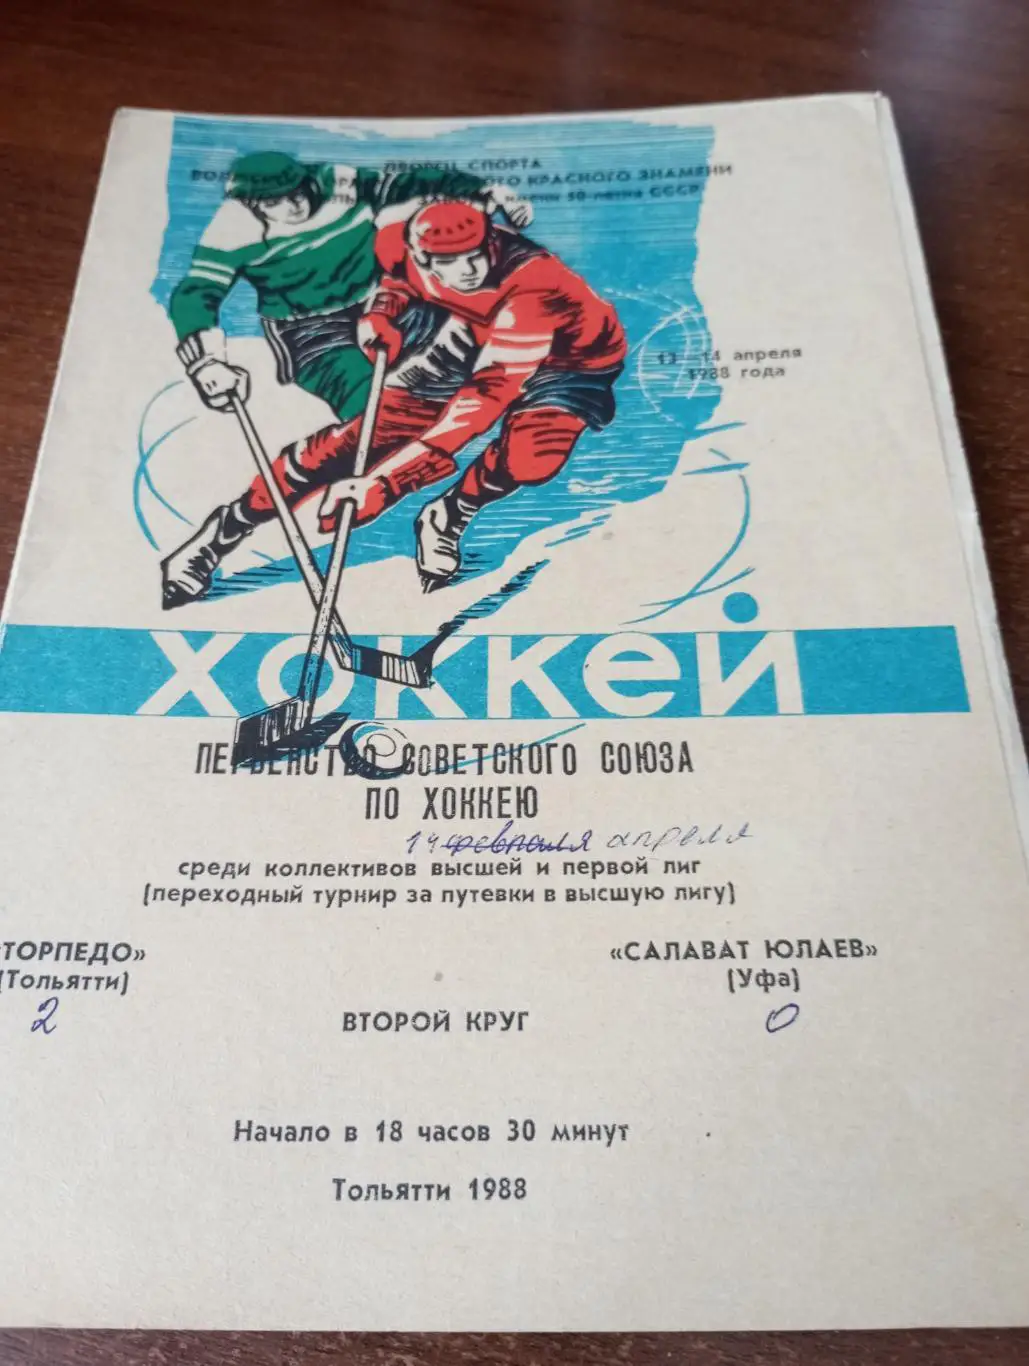 ДВОРЕЦ СПОРТА
КРАСНОГО ЗНАМЕНИ
имени 50-летия СССР
13—14 апреля
1988 года
хоккей
ПЕРВЕНСТВО СОВЕТСКОГО СОЮЗА
ПО ХОККЕЮ
14 февраля апреля
среди коллективов высшей и первой лиг
(переходный турнир за путевки в высшую лигу)
«ТОРПЕДО» «САЛАВАТ ЮЛАЕВ»
(Тольятти) (Уфа)
2 0
ВТОРОЙ КРУГ
Начало в 18 часов 30 минут
Тольятти 1988